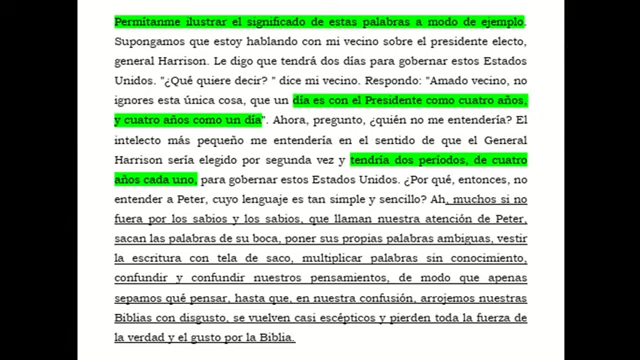 Permítanme ilustrar el significado de estas palabras a modo de ejemplo.
Supongamos que estoy hablando con mi vecino sobre el presidente electo,
general Harrison. Le digo que tendrá dos días para gobernar estos Estados
Unidos. "¿Qué quiere decir? " dice mi vecino. Respondo: "Amado vecino, no
ignores esta única cosa, que un día es con el Presidente como cuatro años,
y cuatro años como un día". Ahora, pregunto, ¿quién no me entendería? El
intelecto más pequeño me entendería en el sentido de que el General
Harrison sería elegido por segunda vez y tendría dos períodos, de cuatro
años cada uno, para gobernar estos Estados Unidos. ¿Por qué, entonces, no
entender a Peter, cuyo lenguaje es tan simple y sencillo? Ah, muchos si no
fuera por los sabios y los sabios, que llaman nuestra atención de Peter,
sacan las palabras de su boca, poner sus propias palabras ambiguas, vestir
la escritura con tela de saco, multiplicar palabras sin conocimiento,
confundir y confundir nuestros pensamientos, de modo que apenas
sepamos qué pensar, hasta que, en nuestra confusión, arrojemos nuestras
Biblias con disgusto, se vuelven casi escépticos y pierden toda la fuerza de
la verdad y el gusto por la Biblia.